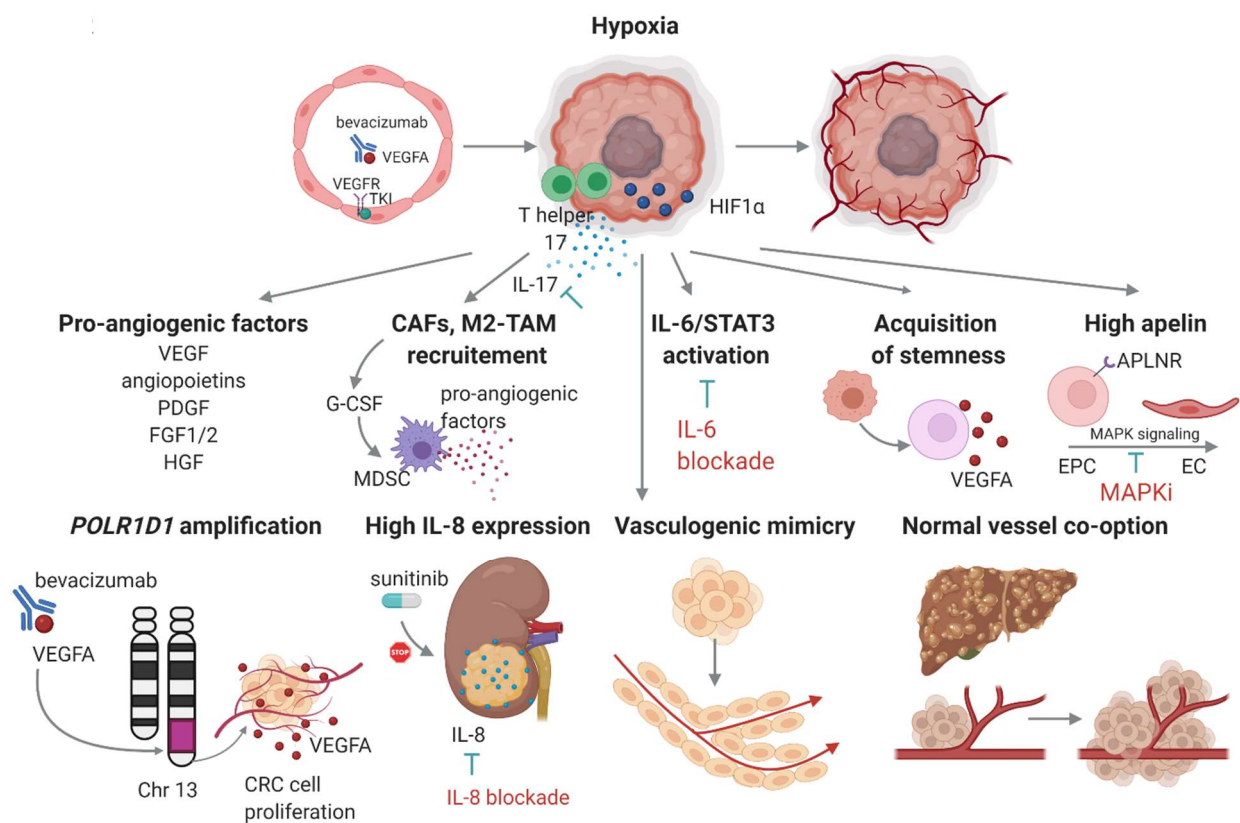 Hypoxia
bevacizumab
VEGFA
VEGFR
TKI
T helper
17
HIF1α
IL-17
Pro-angiogenic factors
VEGF
angiopoietins
PDGF
FGF1/2
HGF
CAFs, M2-TAM
recruitement
G-CSF
pro-angiogenic
factors
MDSC
IL-6/STAT3
activation
IL-6
blockade
Acquisition
of stemness
VEGFA
High apelin
APLNR
MAPK signaling
EPC
EC
MAPKi
POLR1D1 amplification
bevacizumab
VEGFA
Chr 13
VEGFA
CRC cell
proliferation
High IL-8 expression
sunitinib
STOP
IL-8
IL-8 blockade
Vasculogenic mimicry
Normal vessel co-option